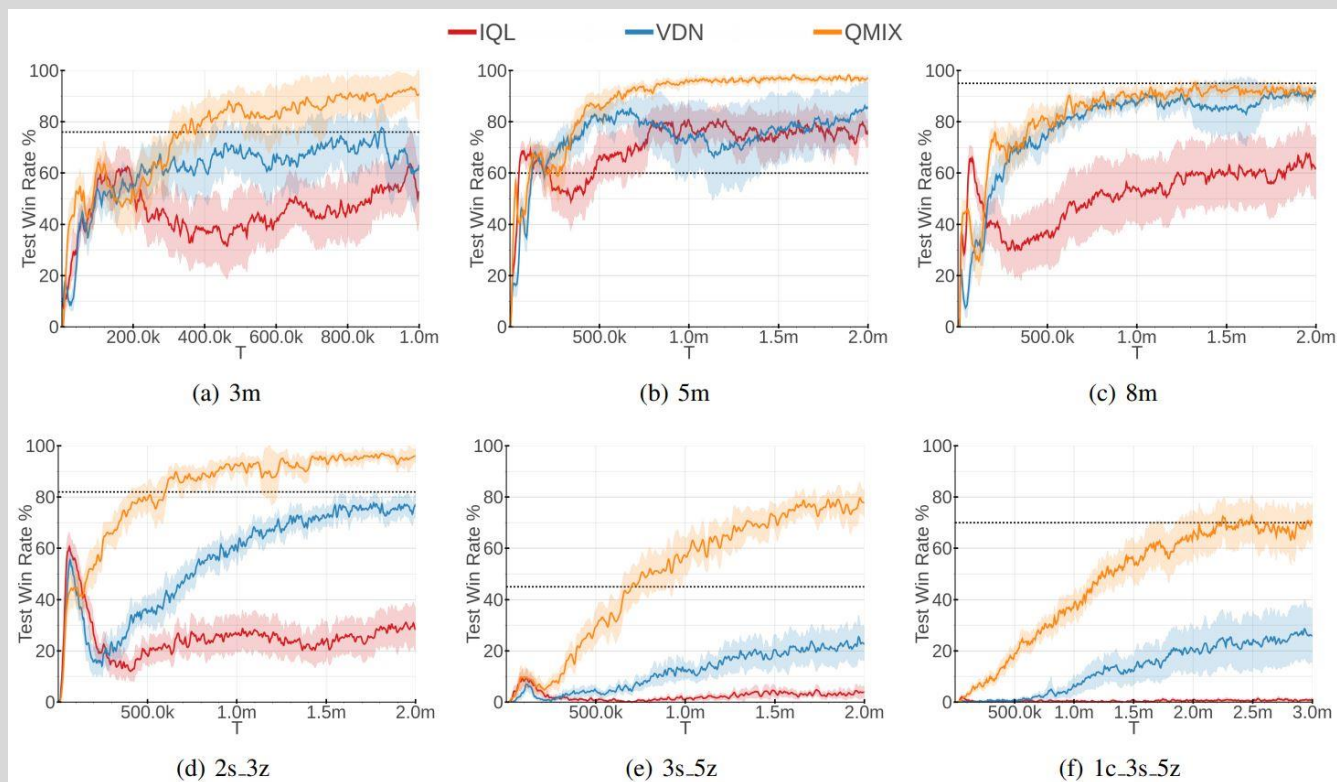 IQL VDN QMIX
100 100 100
80 80 80
60 60 60
40 40 40
20 20 20
0 0 0
Test Win Rate % Test Win Rate % Test Win Rate %
200.0k 400.0k 600.0k 800.0k 1.0m 500.0k 1.0m 1.5m 2.0m 500.0k 1.0m 1.5m 2.0m
T T T
(a) 3m (b) 5m (c) 8m
100 100 100
80 80 80
60 60 60
40 40 40
20 20 20
0 0 0
Test Win Rate % Test Win Rate % Test Win Rate %
500.0k 1.0m 1.5m 2.0m 500.0k 1.0m 1.5m 2.0m 500.0k 1.0m 1.5m 2.0m 2.5m 3.0m
T T T
(d) 2s_3z (e) 3s_5z (f) 1c_3s_5z